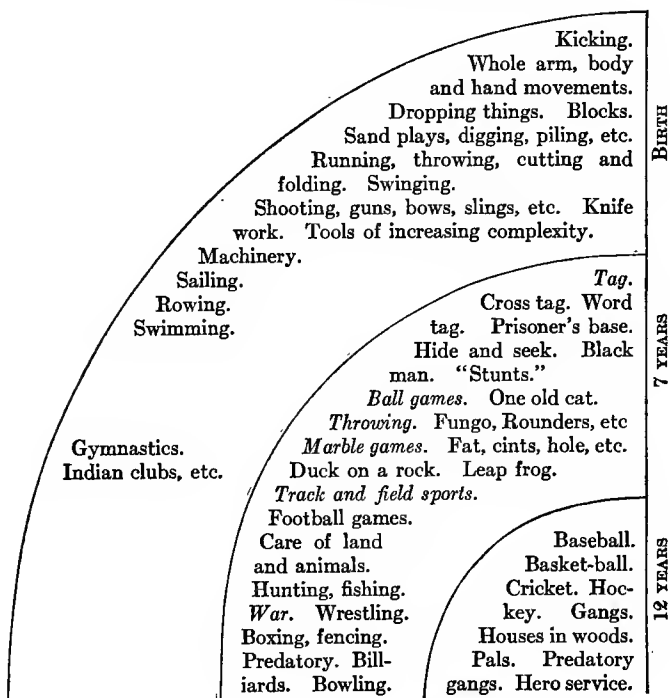 Kicking.
Whole arm, body
and hand movements.
Dropping things. Blocks.
Sand plays, digging, piling, etc.
Running, throwing, cutting and
folding. Swinging.
Shooting, guns, bows, slings, etc. Knife
work. Tools of increasing complexity.
Machinery.
Sailing.
Rowing.
Swimming.
Gymnastics.
Indian clubs, etc.
BIRTH
Tag.
Cross tag. Word
tag. Prisoner's base.
Hide and seek. Black
man. "Stunts."
Ball games. One old cat.
Throwing. Fungo, Rounders, etc
Marble games. Fat, cints, hole, etc.
Duck on a rock. Leap frog.
Track and field sports.
Football games.
Care of land
and animals.
Hunting, fishing.
War. Wrestling.
Boxing, fencing.
Predatory. Bill-
iards. Bowling.
7 YEARS
Baseball.
Basket-ball.
Cricket. Hoc-
key. Gangs.
Houses in woods.
Pals. Predatory
gangs. Hero service.
12 YEARS